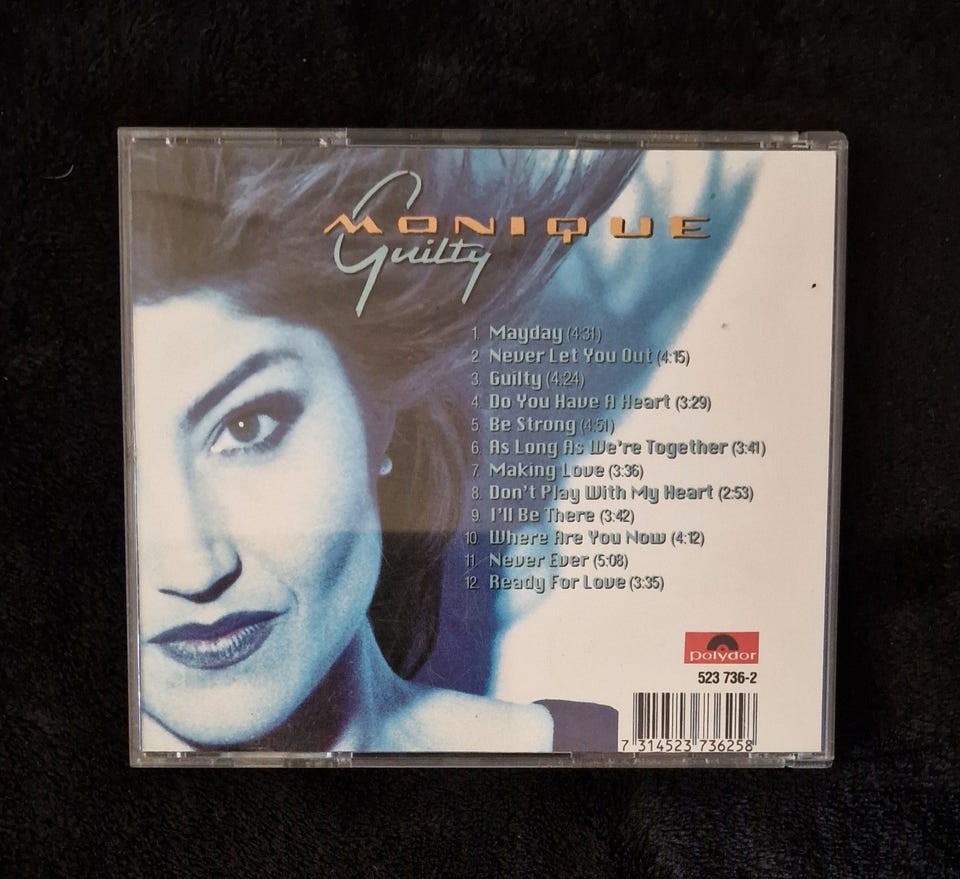 MONIQUE
Guilty
1. Mayday (4:31)
2. Never Let You Out (4:15)
3. Guilty (4:24)
4. Do You Have A Heart (3:29)
5. Be Strong (4:51)
6. As Long As We're Together (3:41)
7. Making Love (3:36)
8. Don't Play With My Heart (2:53)
9. I'll Be There (3:42)
10. Where Are You Now (4:12)
11. Never Ever (5:08)
12. Ready For Love (3:35)
polydor
523 736-2
7 314523 736258